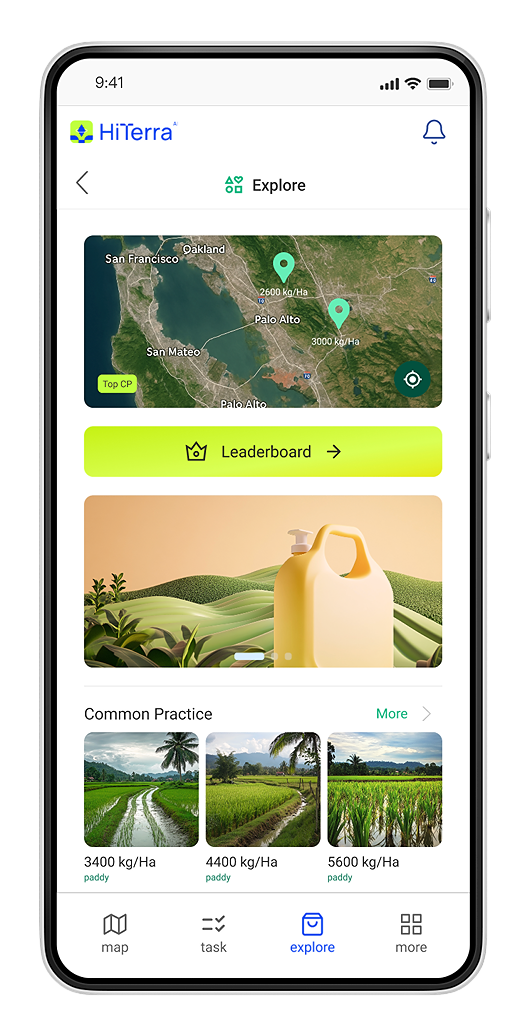 9:41
HiTerra
Explore
Oakland
San Francisco
2600 kg/Ha
Palo Alto
3000 kg/Ha
San Mateo
Top CP
Palo Alto
Leaderboard
Common Practice
More
3400 kg/Ha
4400 kg/Ha
5600 kg/Ha
paddy
paddy
paddy
map
task
explore
more